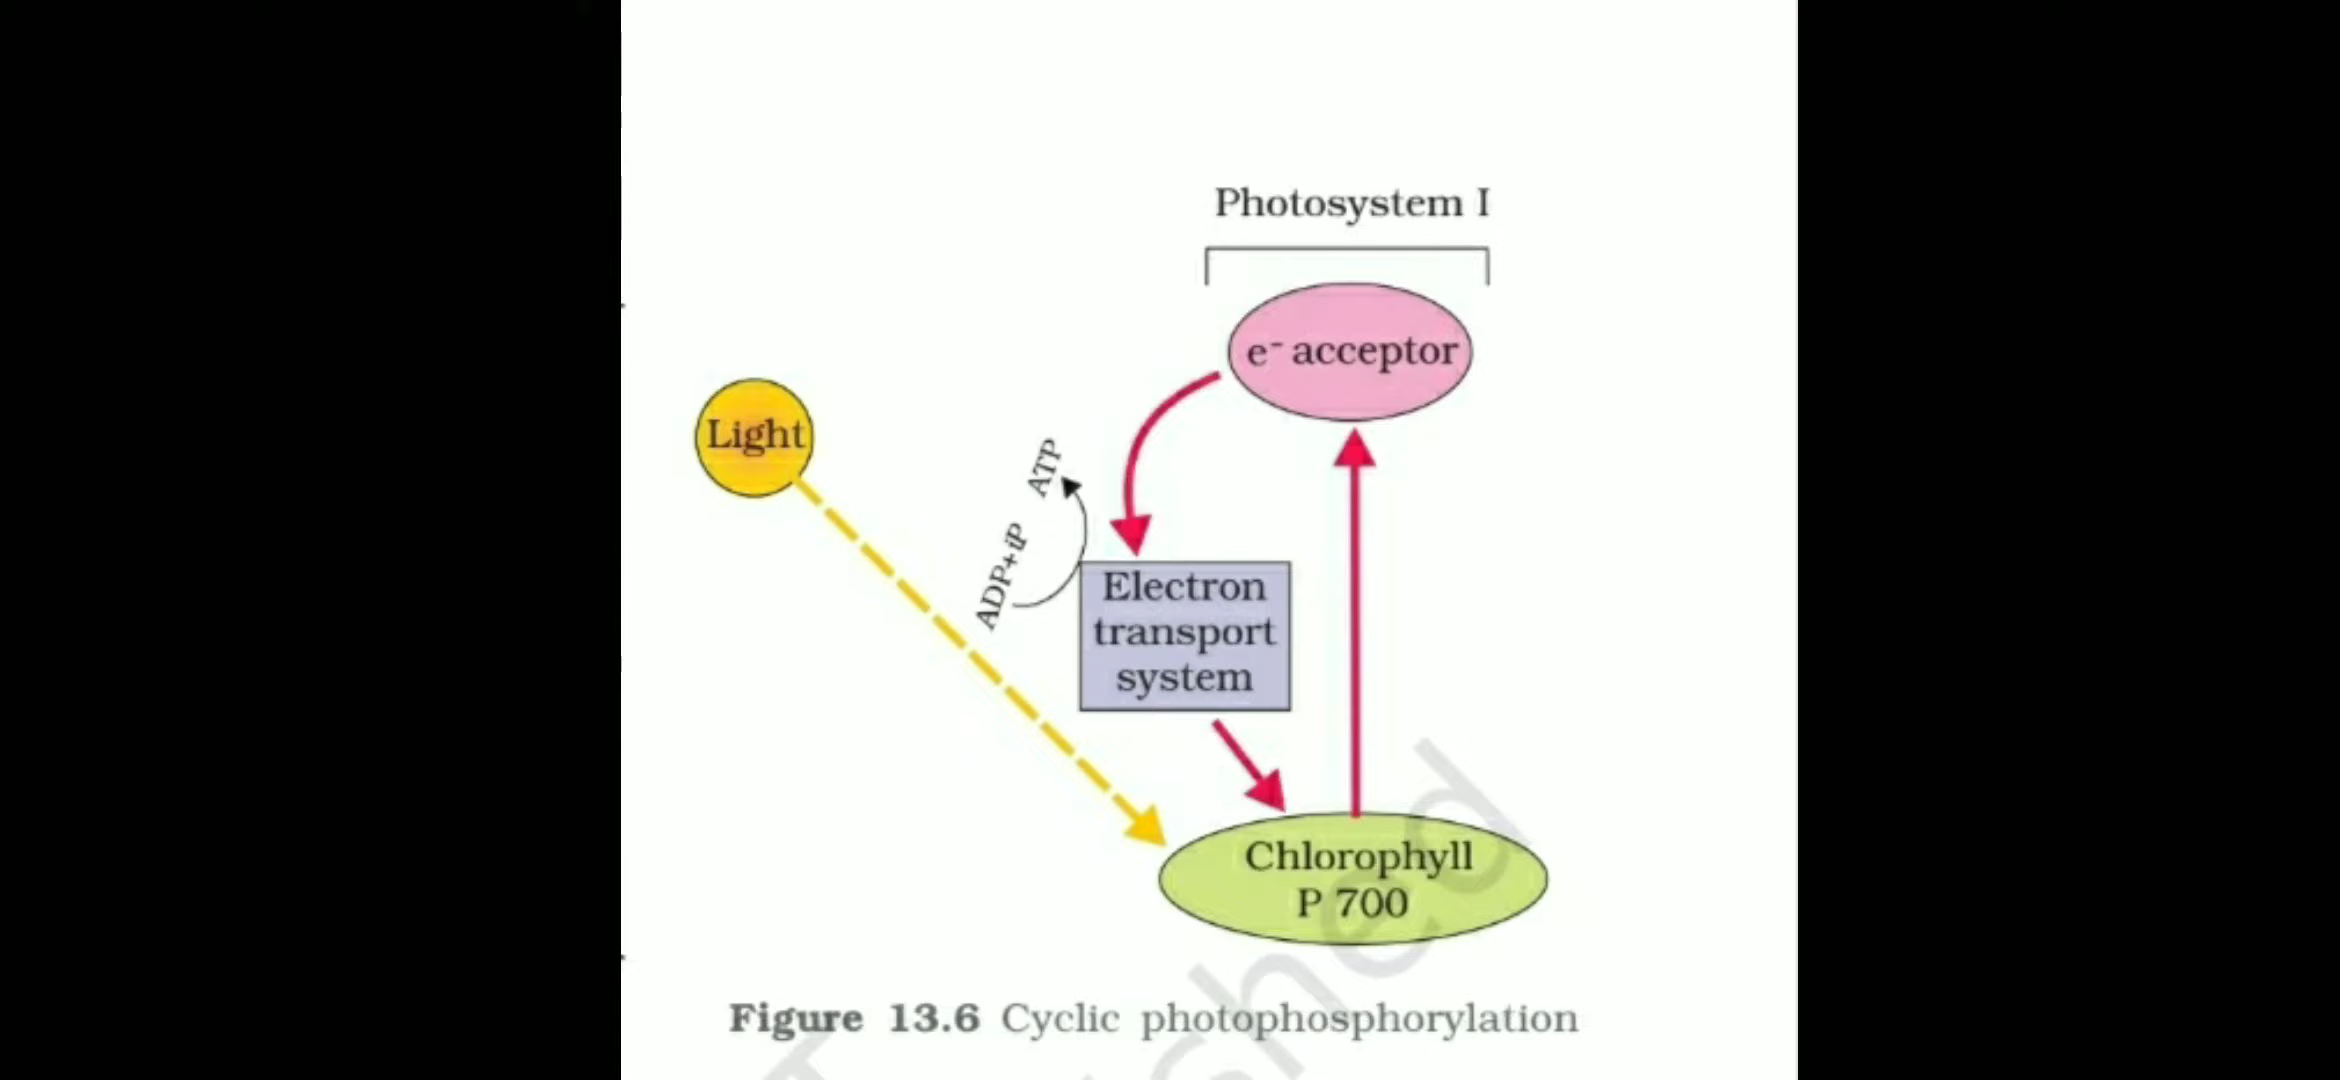 Photosystem I
e⁻ acceptor
Light
ATP
ADP+iP
Electron
transport
system
Chlorophyll
P 700
Figure 13.6 Cyclic photophosphorylation